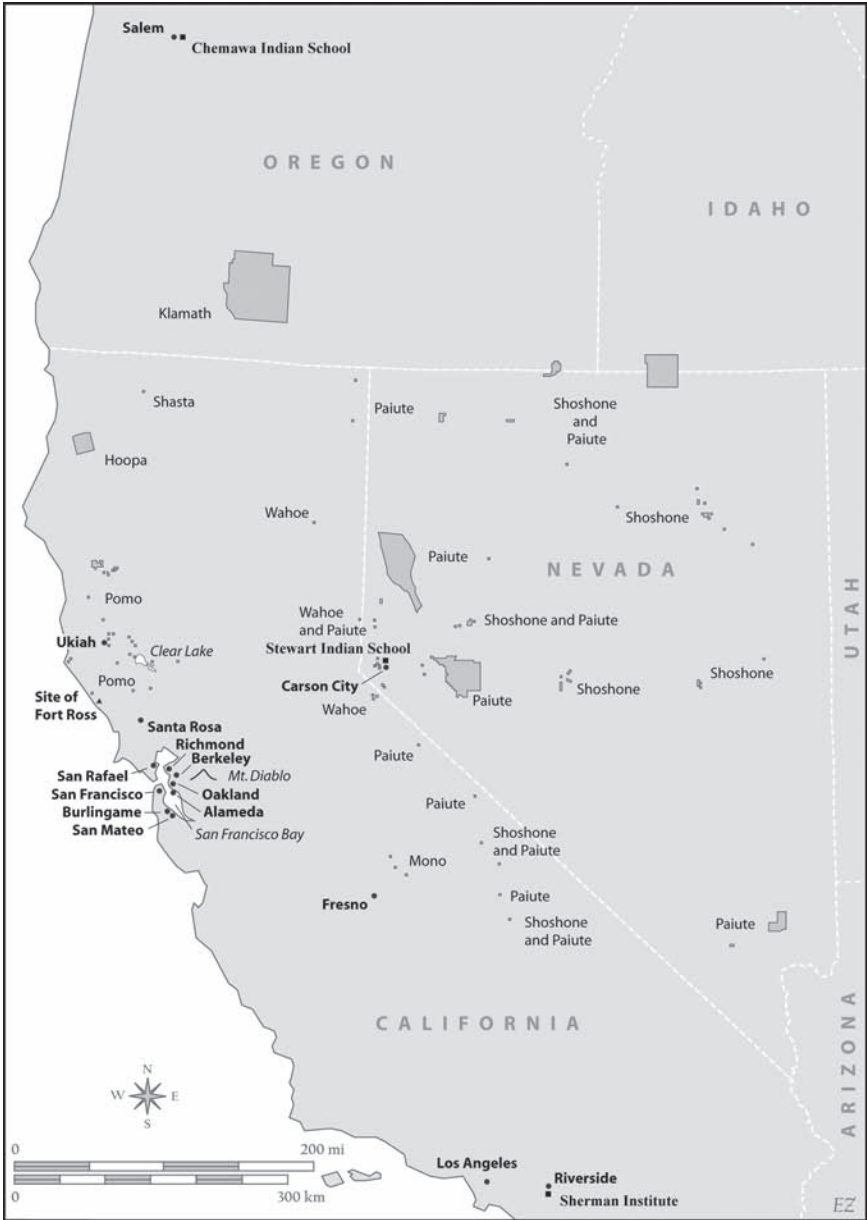 Salem
Chemawa Indian School
OREGON
IDAHO
Klamath
Shasta
Paiute
Shoshone
and
Paiute
Hoopa
Wahoe
Shoshone
Paiute
NEVADA
UTAH
Pomo
Wahoe
and Paiute
Shoshone and Paiute
Ukiah
Clear Lake
Stewart Indian School
Carson City
Pomo
Paiute
Shoshone
Shoshone
Site of
Fort Ross
Wahoe
Santa Rosa
Richmond
Berkeley
San Rafael
Mt. Diablo
Paiute
San Francisco
Oakland
Burlingame
Alameda
San Mateo
San Francisco Bay
Paiute
Shoshone
and Paiute
Mono
Fresno
Paiute
Shoshone
and Paiute
Paiute
CALIFORNIA
ARIZONA
N
W E
S
0 200 mi
0 300 km
Los Angeles
Riverside
Sherman Institute
EZ